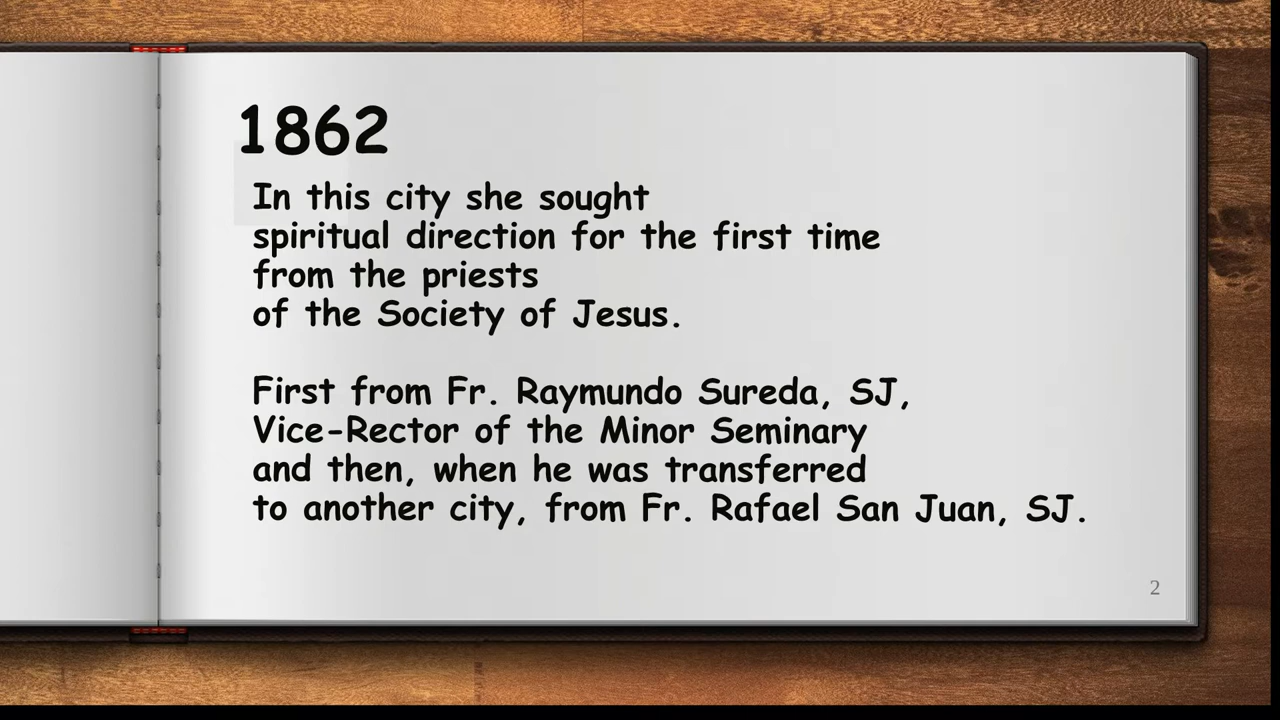 1862
In this city she sought
spiritual direction for the first time
from the priests
of the Society of Jesus.
First from Fr. Raymundo Sureda, SJ,
Vice-Rector of the Minor Seminary
and then, when he was transferred
to another city, from Fr. Rafael San Juan, SJ.
2